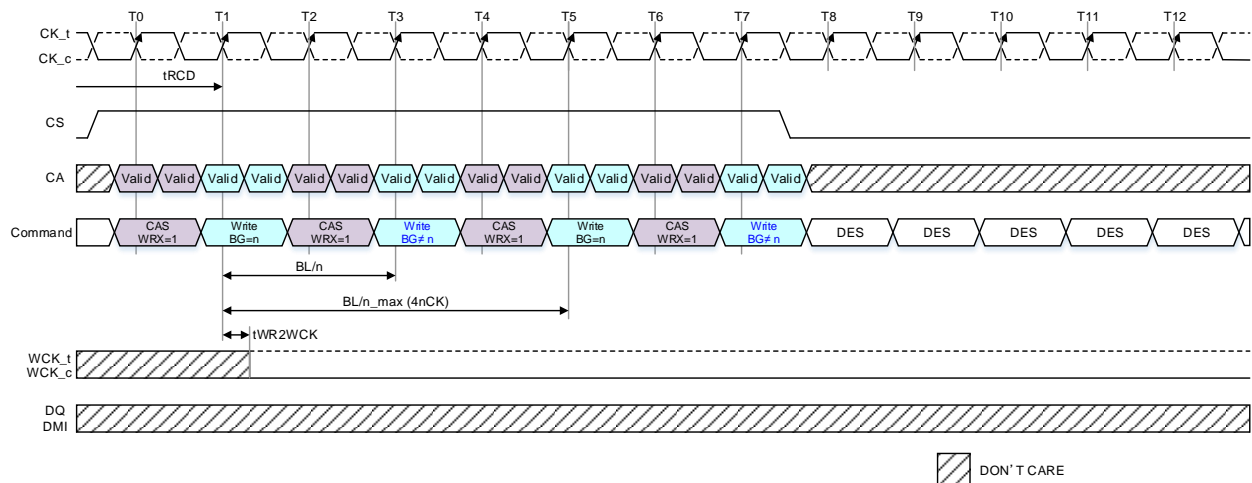 T0 T1 T2 T3 T4 T5 T6 T7 T8 T9 T10 T11 T12
CK_t
CK_c
tRCD
CS
CA Valid Valid Valid Valid Valid Valid Valid Valid Valid Valid Valid Valid Valid Valid Valid Valid
Command CAS WRX=1 Write BG=n CAS WRX=1 Write BG≠n CAS WRX=1 Write BG=n CAS WRX=1 Write BG≠n DES DES DES DES DES
BL/n
BL/n_max (4nCK)
tWR2WCK
WCK_t
WCK_c
DQ
DMI
DON'T CARE